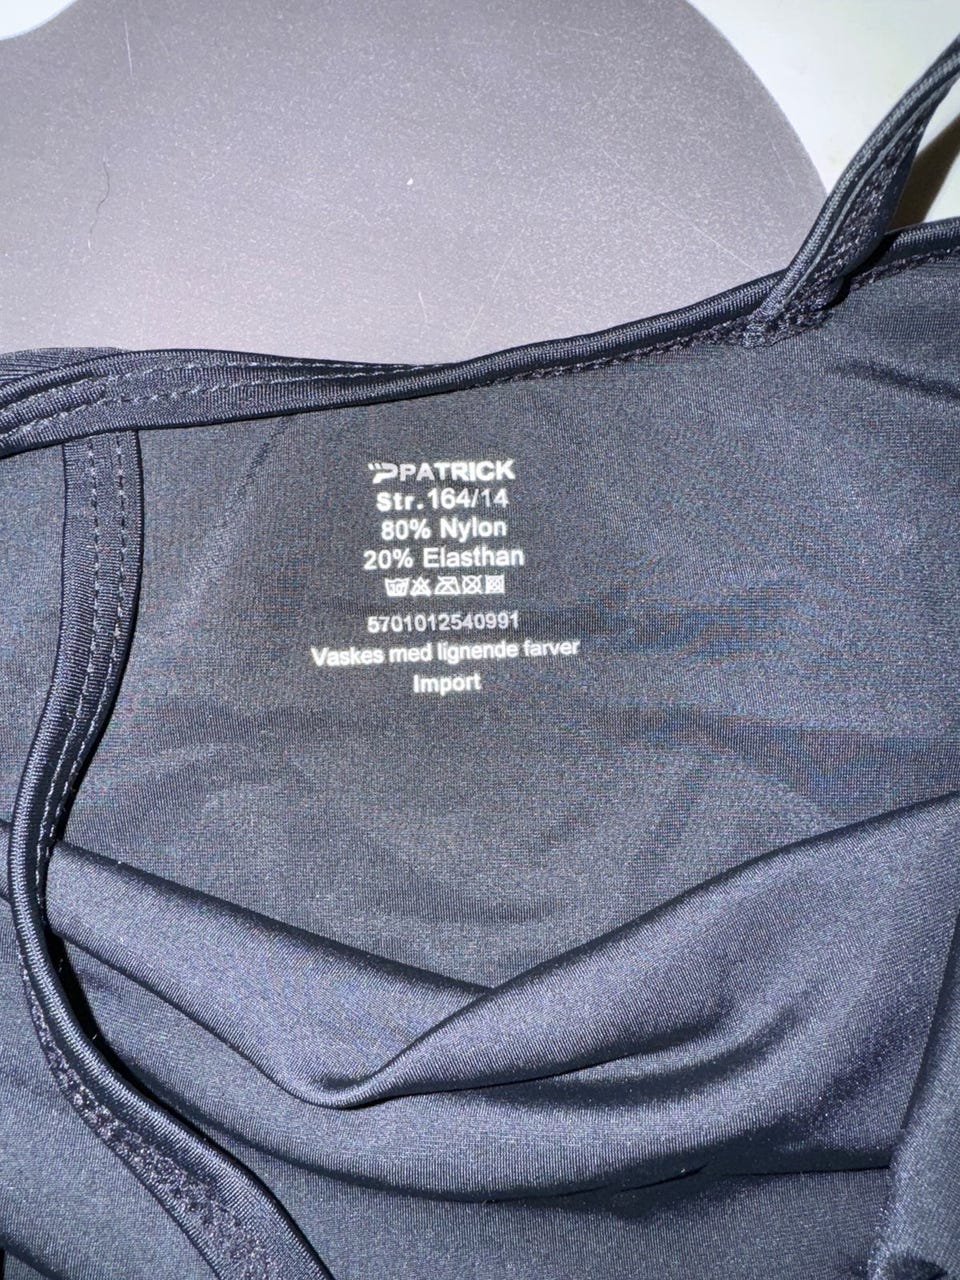 PATRICK
Str.164/14
80% Nylon
20% Elasthan
5701012540991
Vaskes med lignende farver
Import